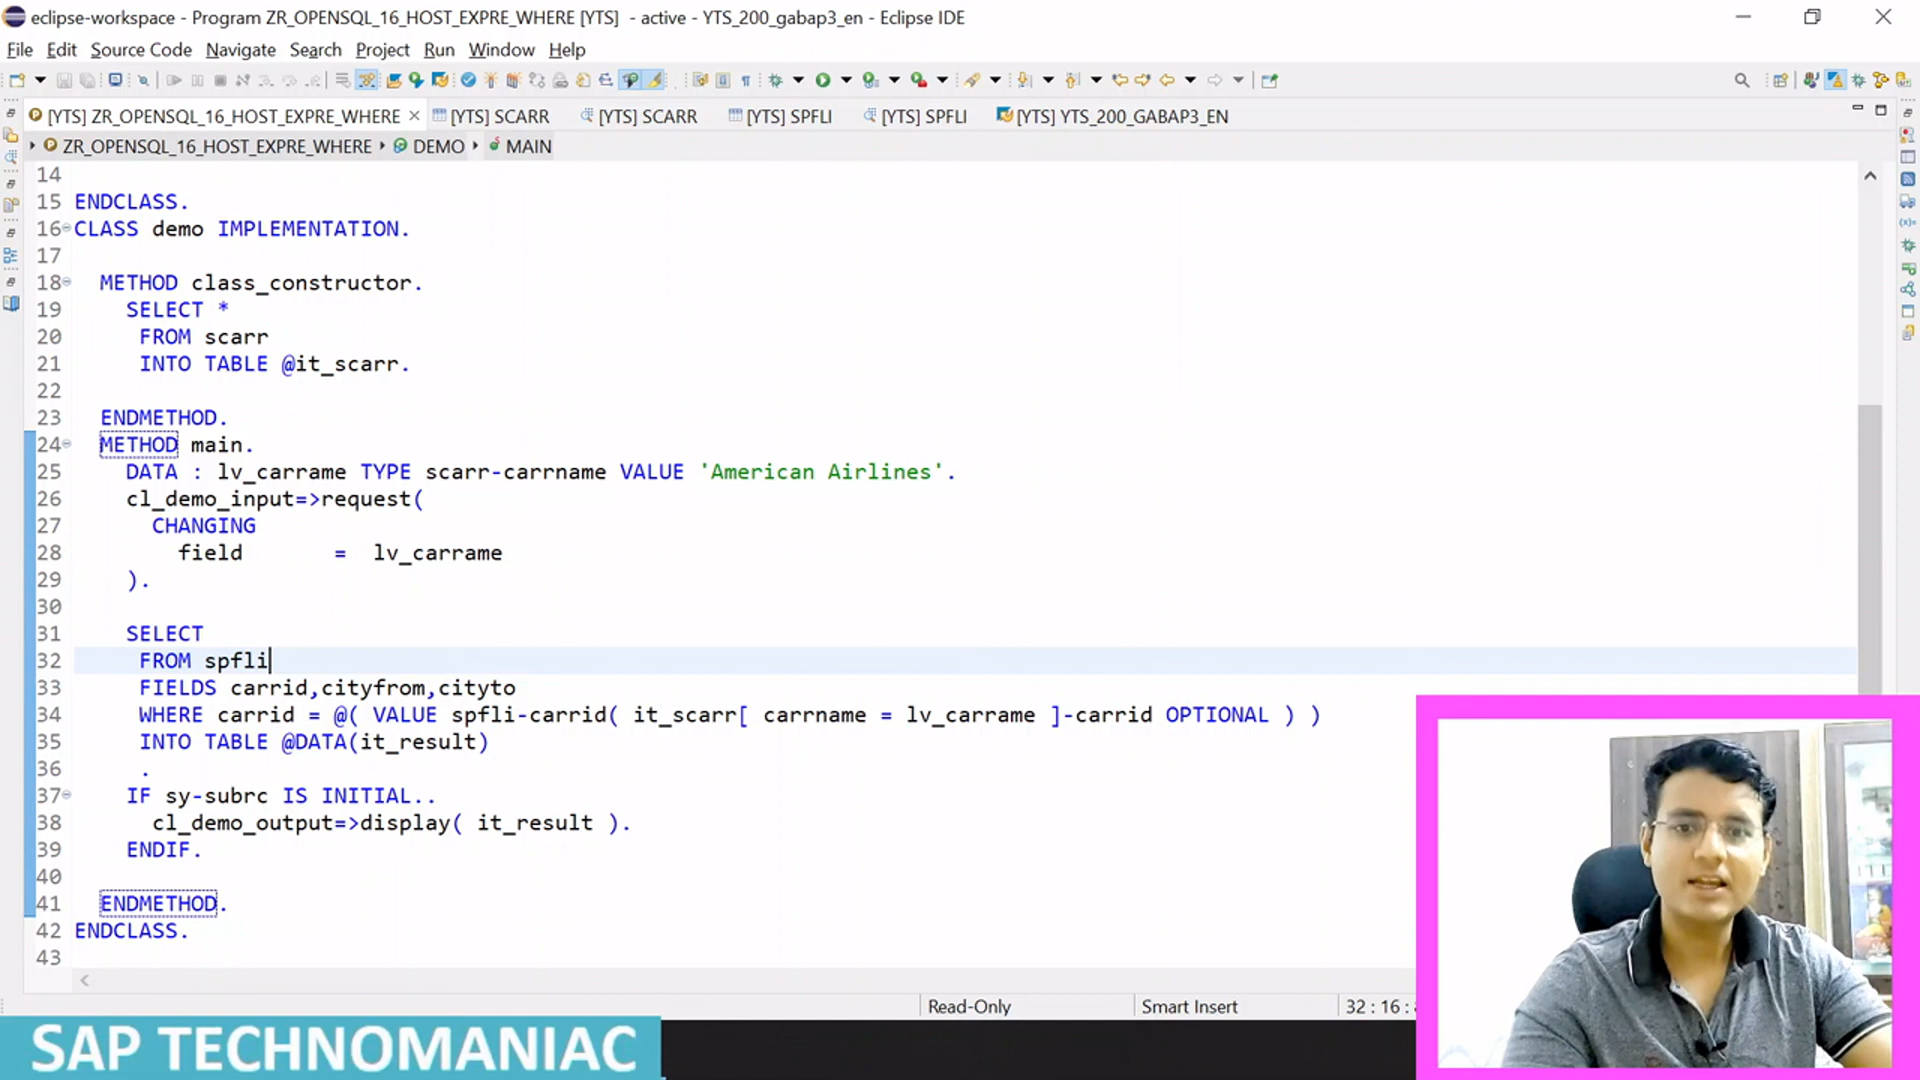 eclipse-workspace - Program ZR_OPENSQL_16_HOST_EXPRE_WHERE [YTS] - active - YTS_200_gabap3_en - Eclipse IDE
File Edit Source Code Navigate Search Project Run Window Help
[YTS] ZR_OPENSQL_16_HOST_EXPRE_WHERE [YTS] SCARR [YTS] SCARR [YTS] SPFLI [YTS] SPFLI [YTS] YTS_200_GABAP3_EN
ZR_OPENSQL_16_HOST_EXPRE_WHERE DEMO MAIN
14
15 ENDCLASS.
16 CLASS demo IMPLEMENTATION.
17
18 METHOD class_constructor.
19 SELECT *
20 FROM scarr
21 INTO TABLE @it_scarr.
22
23 ENDMETHOD.
24 METHOD main.
25 DATA : lv_carrame TYPE scarr-carrname VALUE 'American Airlines'.
26 cl_demo_input=>request(
27 CHANGING
28 field = lv_carrame
29 ).
30
31 SELECT
32 FROM spfli
33 FIELDS carrid,cityfrom,cityto
34 WHERE carrid = @( VALUE spfli-carrid( it_scarr[ carrname = lv_carrame ]-carrid OPTIONAL ) )
35 INTO TABLE @DATA(it_result)
36 .
37 IF sy-subrc IS INITIAL..
38 cl_demo_output=>display( it_result ).
39 ENDIF.
40
41 ENDMETHOD.
42 ENDCLASS.
43
Read-Only Smart Insert 32 : 16 :
SAP TECHNOMANIAC